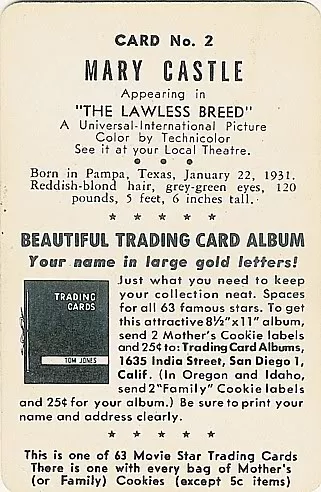 CARD No. 2
MARY CASTLE
Appearing in
"THE LAWLESS BREED"
A Universal-International Picture
Color by Technicolor
See it at your Local Theatre.
Born in Pampa, Texas, January 22, 1931.
Reddish-blond hair, grey-green eyes, 120
pounds, 5 feet, 6 inches tall.
BEAUTIFUL TRADING CARD ALBUM
Your name in large gold letters!
TRADING
CARDS
TOM JONES
Just what you need to keep
your collection neat. Spaces
for all 63 famous stars. To get
this attractive 8½"x11" album,
send 2 Mother's Cookie labels
and 25¢ to: Trading Card Albums,
1635 India Street, San Diego 1,
Calif. (In Oregon and Idaho,
send 2 "Family" Cookie labels
and 25¢ for your album.) Be sure to print your
name and address clearly.
This is one of 63 Movie Star Trading Cards
There is one with every bag of Mother's
(or Family) Cookies (except 5c items)